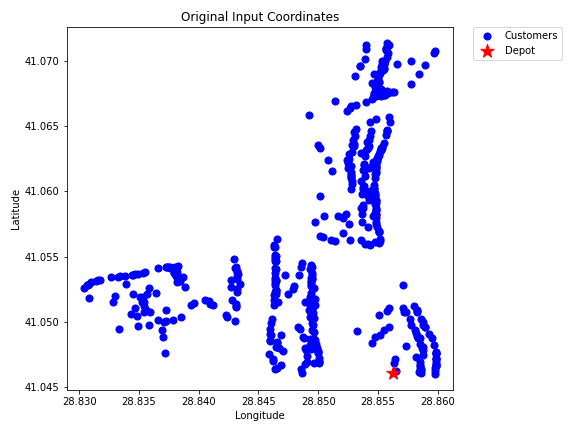 Original Input Coordinates
Customers
Depot
Latitude
41.070
41.065
41.060
41.055
41.050
41.045
28.830 28.835 28.840 28.845 28.850 28.855 28.860
Longitude